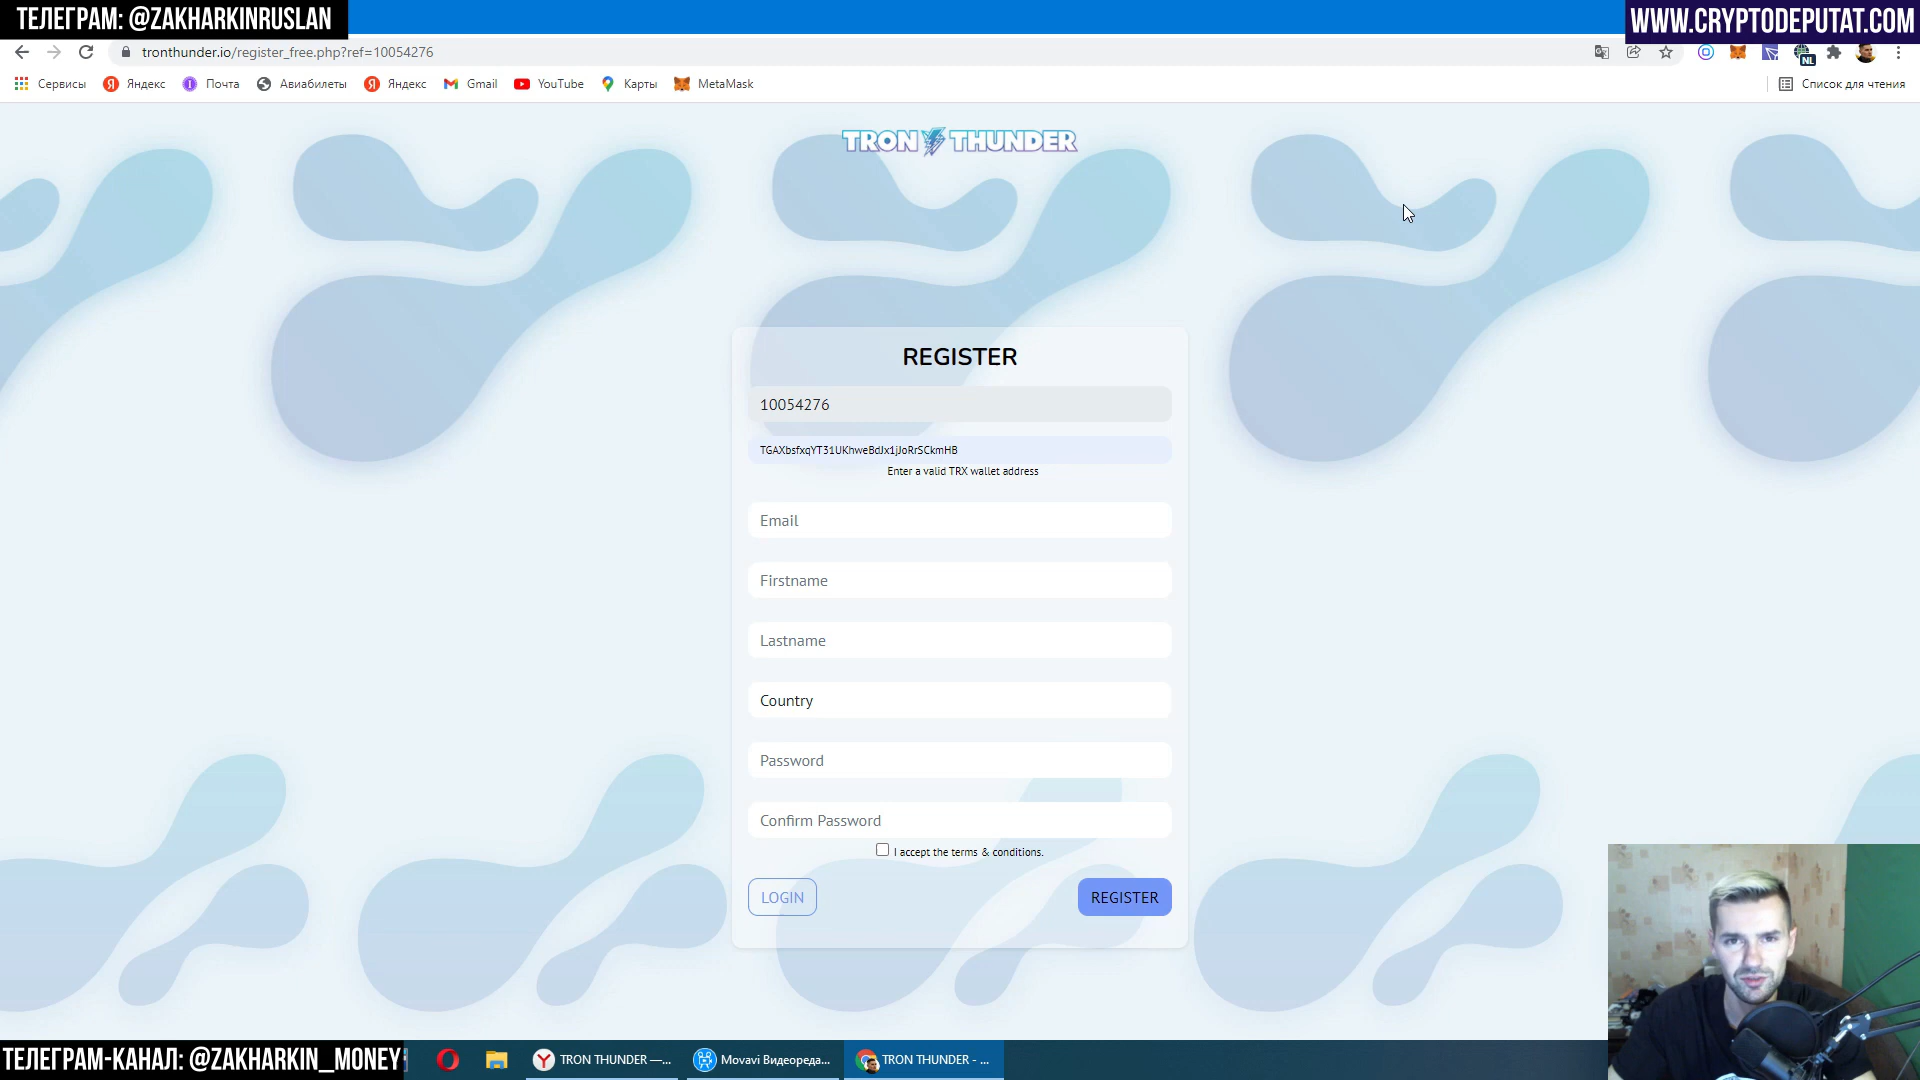 ТЕЛЕГРАМ: @ZAKHARKINRUSLAN
WWW.CRYPTODEPUTAT.COM
tronthunder.io/register_free.php?ref=10054276
NL
Сервисы
Яндекс
Почта
Авиабилеты
Яндекс
Gmail
YouTube
Карты
MetaMask
Список для чтения
TRON THUNDER
REGISTER
10054276
TGAXbsfxqYT31UKhweBdJx1jJoRrSCkmHB
Enter a valid TRX wallet address
Email
Firstname
Lastname
Country
Password
Confirm Password
I accept the terms & conditions.
LOGIN
REGISTER
ТЕЛЕГРАМ-КАНАЛ: @ZAKHARKIN_MONEY
TRON THUNDER —...
Movavi Видеореда...
TRON THUNDER - ...